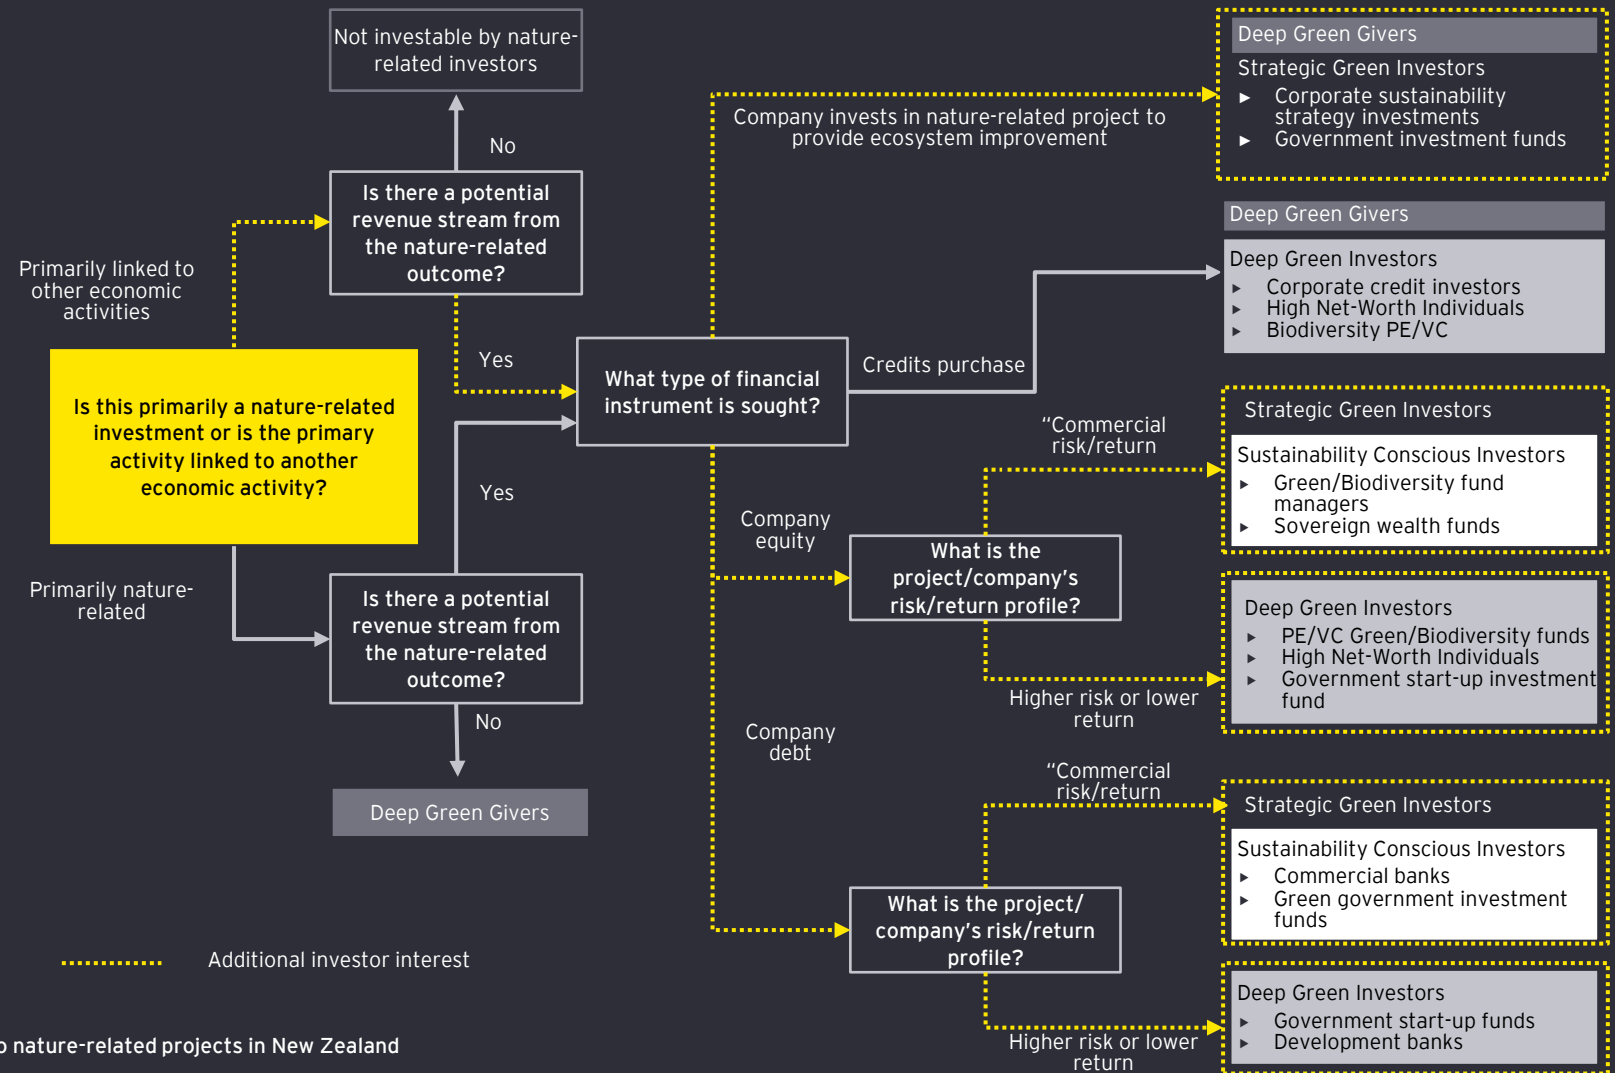 Not investable by nature-
related investors
No
Is there a potential
revenue stream from
the nature-related
outcome?
Primarily linked to
other economic
activities
Yes
Is this primarily a nature-related
investment or is the primary
activity linked to another
economic activity?
Primarily nature-
related
Yes
Is there a potential
revenue stream from
the nature-related
outcome?
No
Deep Green Givers
What type of financial
instrument is sought?
Company invests in nature-related project to
provide ecosystem improvement
Credits purchase
Company
equity
Company
debt
"Commercial
risk/return
What is the
project/company's
risk/return profile?
Higher risk or lower
return
"Commercial
risk/return
What is the project/
company's risk/return
profile?
Higher risk or lower
return
Deep Green Givers
Strategic Green Investors
► Corporate sustainability
strategy investments
► Government investment funds
Deep Green Givers
Deep Green Investors
► Corporate credit investors
► High Net-Worth Individuals
► Biodiversity PE/VC
Strategic Green Investors
Sustainability Conscious Investors
► Green/Biodiversity fund
managers
► Sovereign wealth funds
Deep Green Investors
► PE/VC Green/Biodiversity funds
► High Net-Worth Individuals
► Government start-up investment
fund
Strategic Green Investors
Sustainability Conscious Investors
► Commercial banks
► Green government investment
funds
Deep Green Investors
► Government start-up funds
► Development banks
Additional investor interest
nature-related projects in New Zealand